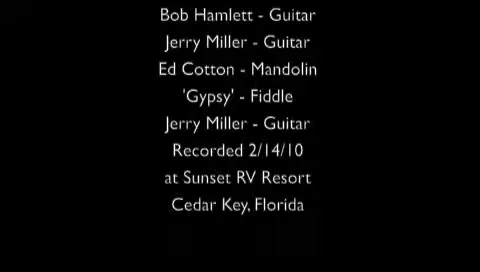 Bob Hamlett - Guitar
Jerry Miller - Guitar
Ed Cotton - Mandolin
'Gypsy' - Fiddle
Jerry Miller - Guitar
Recorded 2/14/10
at Sunset RV Resort
Cedar Key, Florida